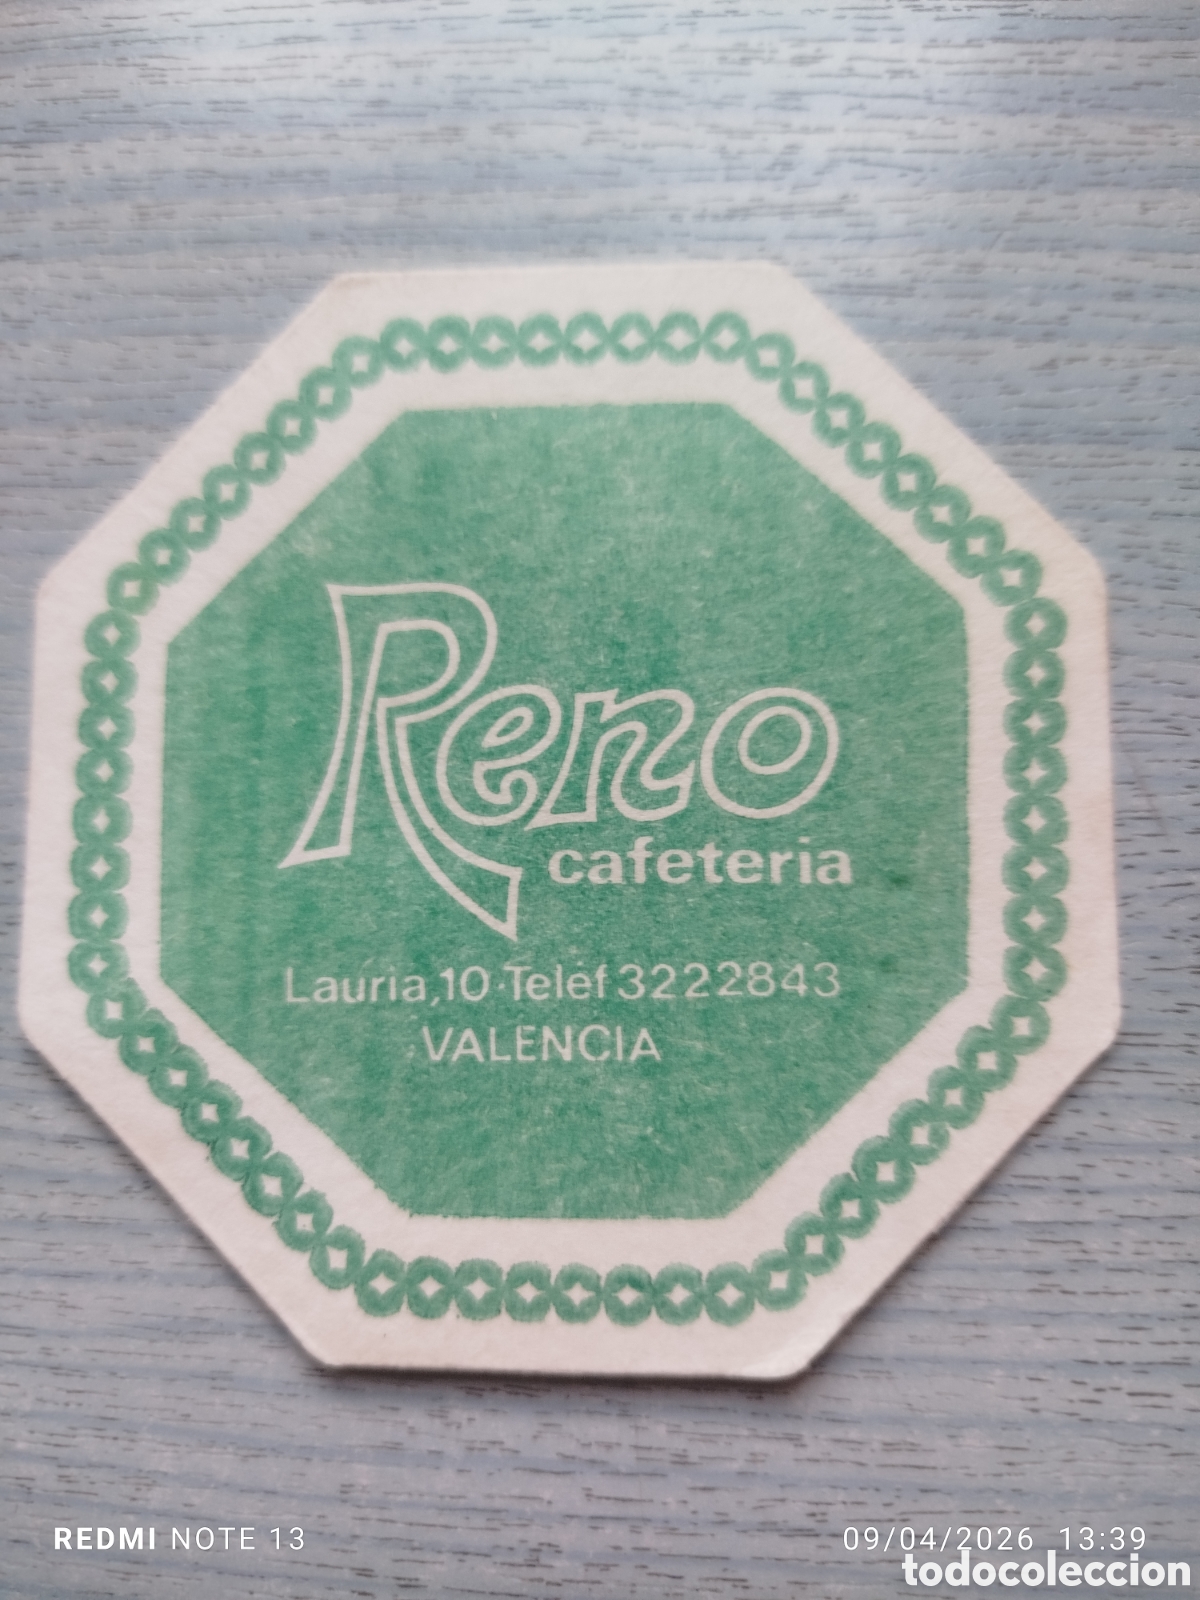 Reno
cafeteria
Lauria,10·Telef 3222843
VALENCIA
REDMI NOTE 13
09/04/2026 13:39
todocoleccion